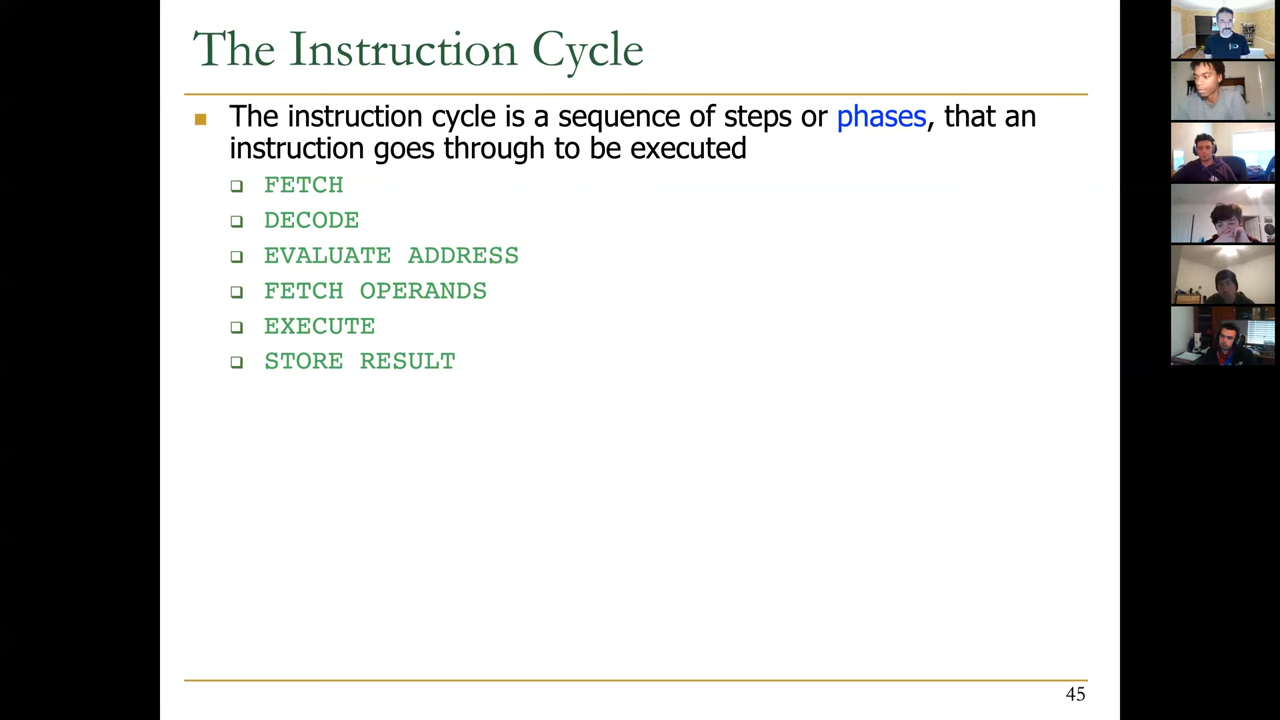 The Instruction Cycle
The instruction cycle is a sequence of steps or phases, that an
instruction goes through to be executed
FETCH
DECODE
EVALUATE ADDRESS
FETCH OPERANDS
EXECUTE
STORE RESULT
45